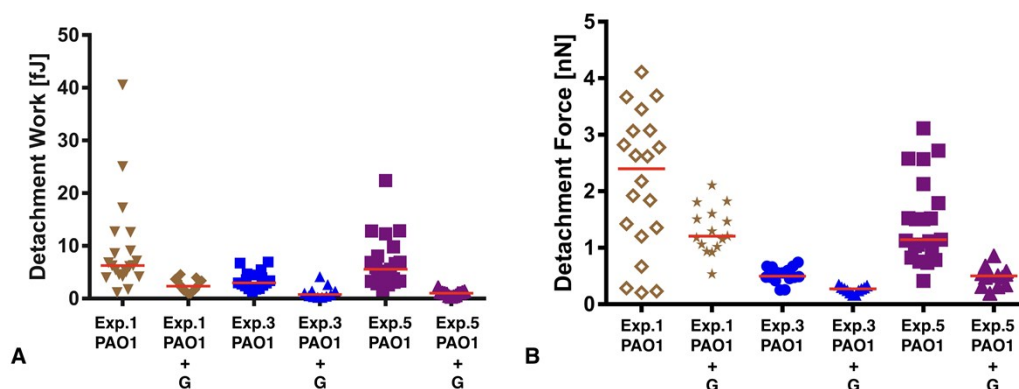 Detachment Work [fJ]
50
40
30
20
10
0
Exp.1 Exp.1 Exp.3 Exp.3 Exp.5 Exp.5
PAO1 PAO1 PAO1 PAO1 PAO1 PAO1
+ + +
G G G
A
Detachment Force [nN]
5
4
3
2
1
0
Exp.1 Exp.1 Exp.3 Exp.3 Exp.5 Exp.5
PAO1 PAO1 PAO1 PAO1 PAO1 PAO1
+ + +
G G G
B